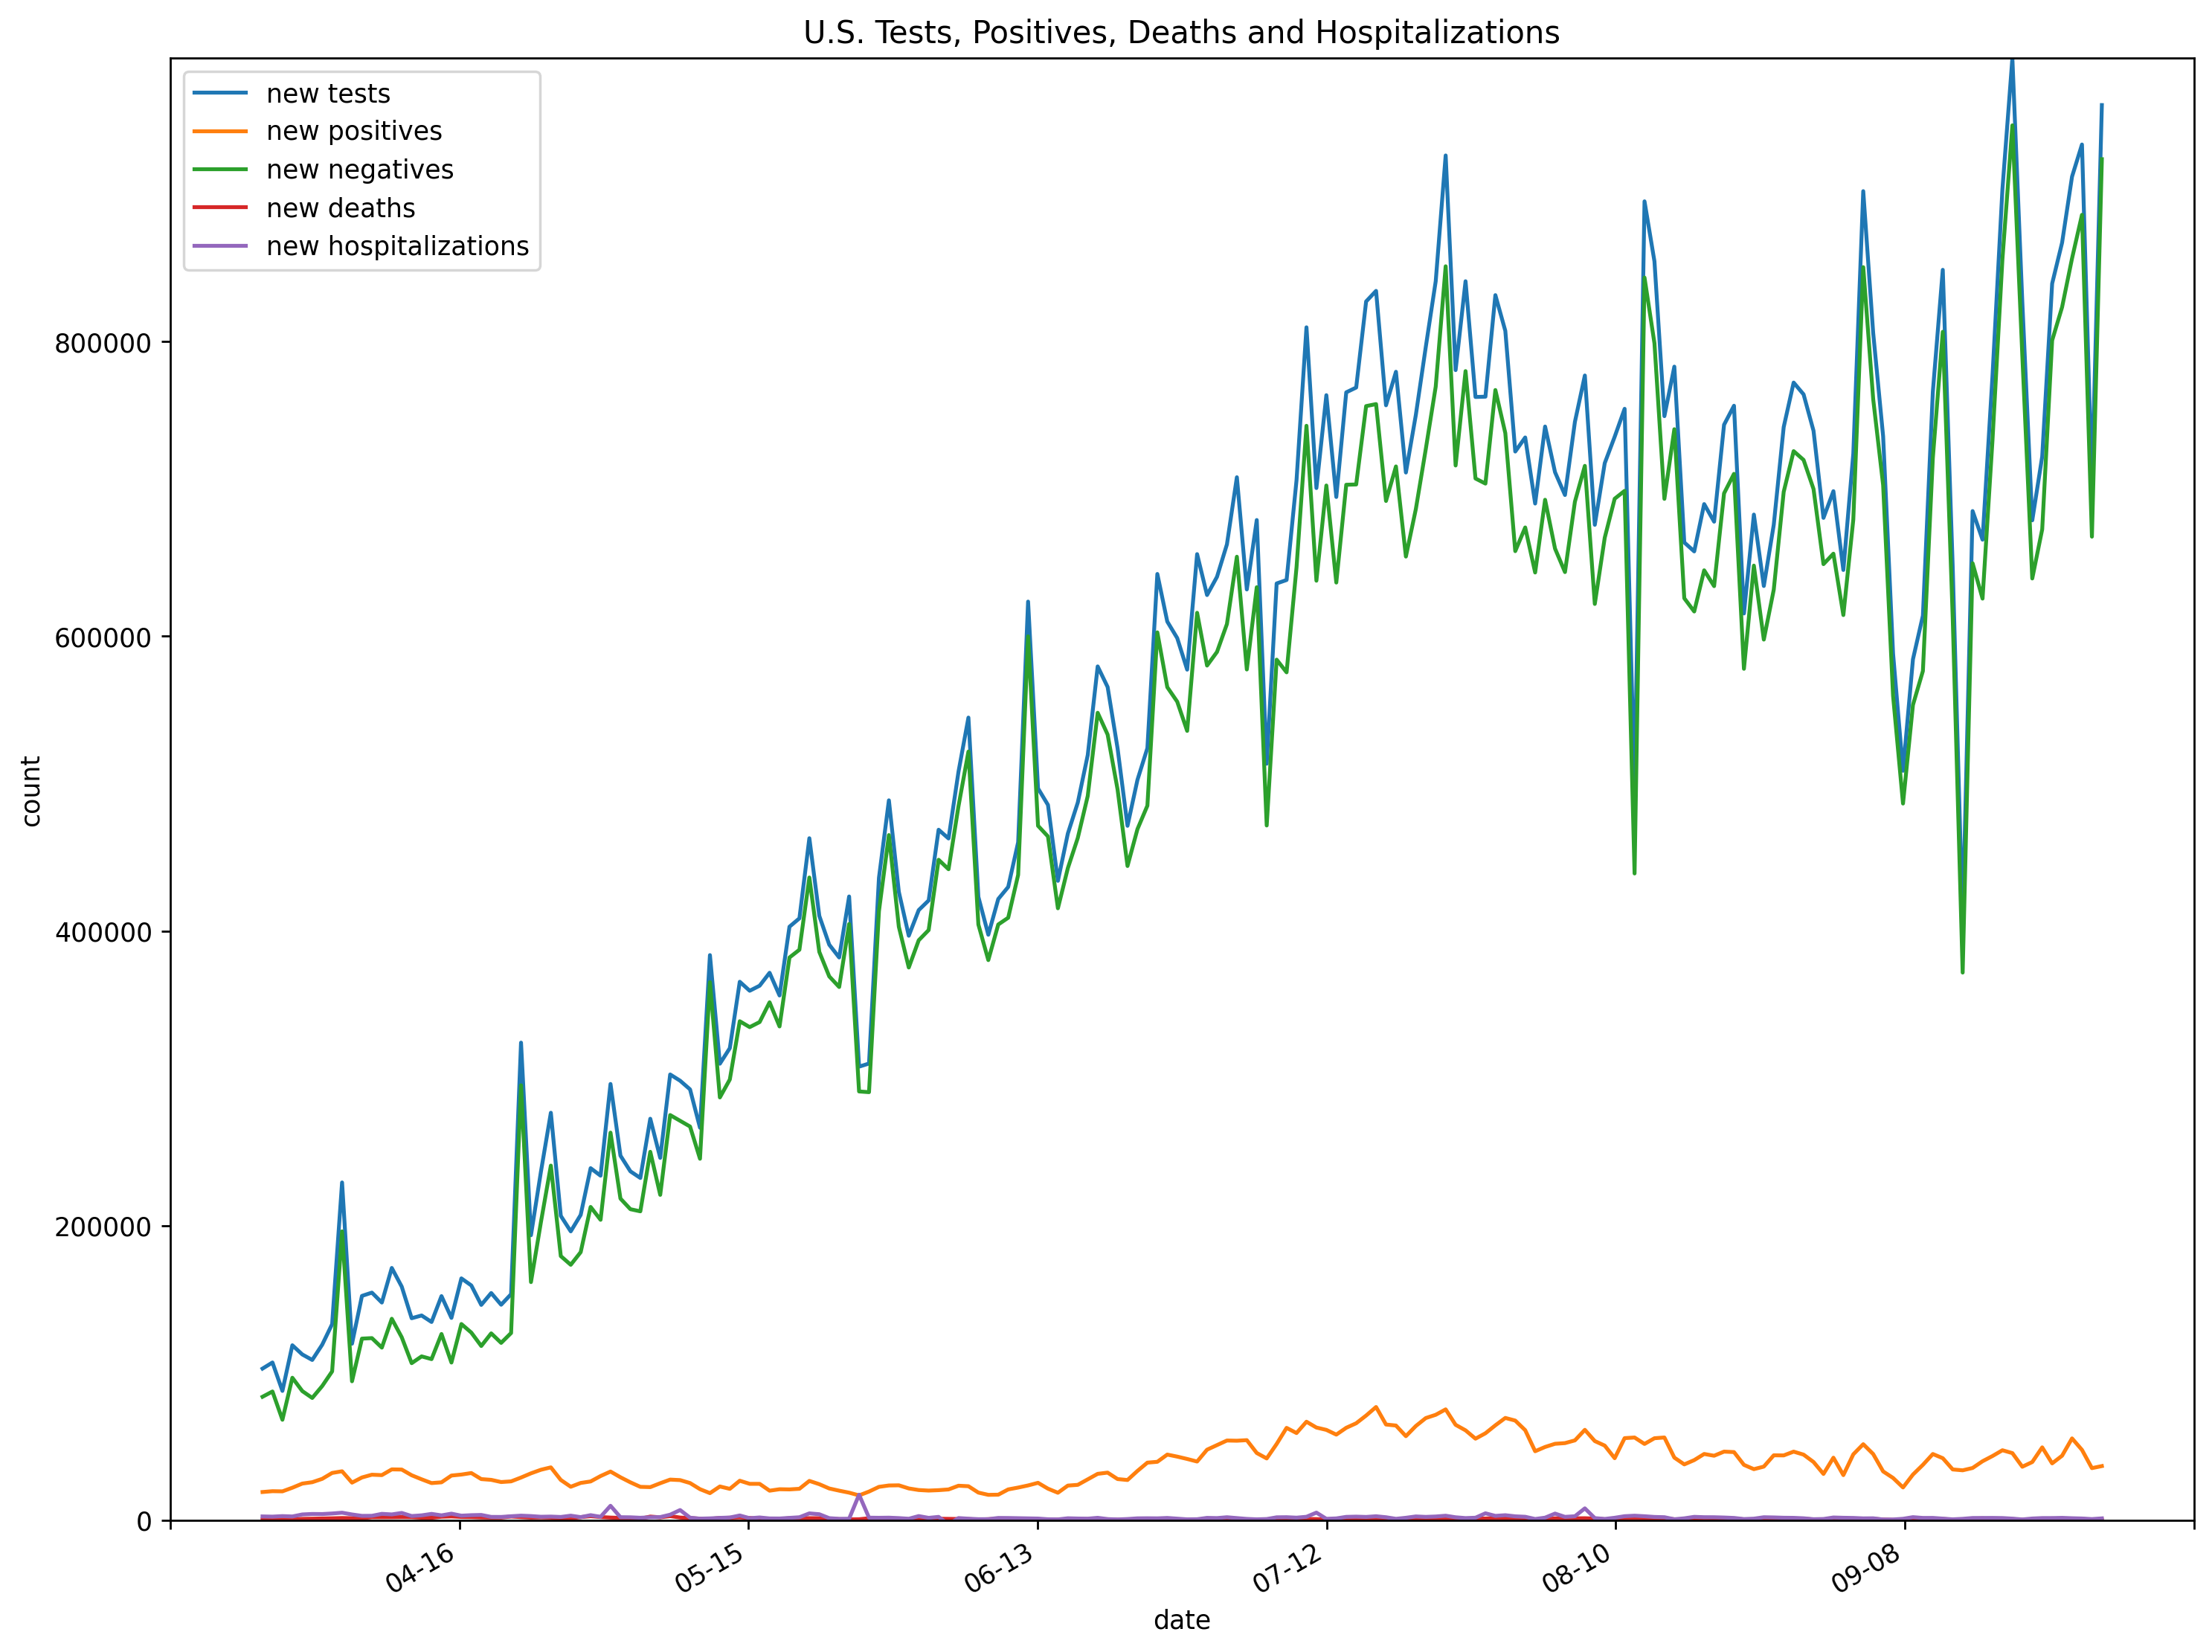 U.S. Tests, Positives, Deaths and Hospitalizations
new tests
new positives
new negatives
new deaths
new hospitalizations
800000
600000
400000
200000
0
count
04-16
05-15
06-13
07-12
08-10
09-08
date